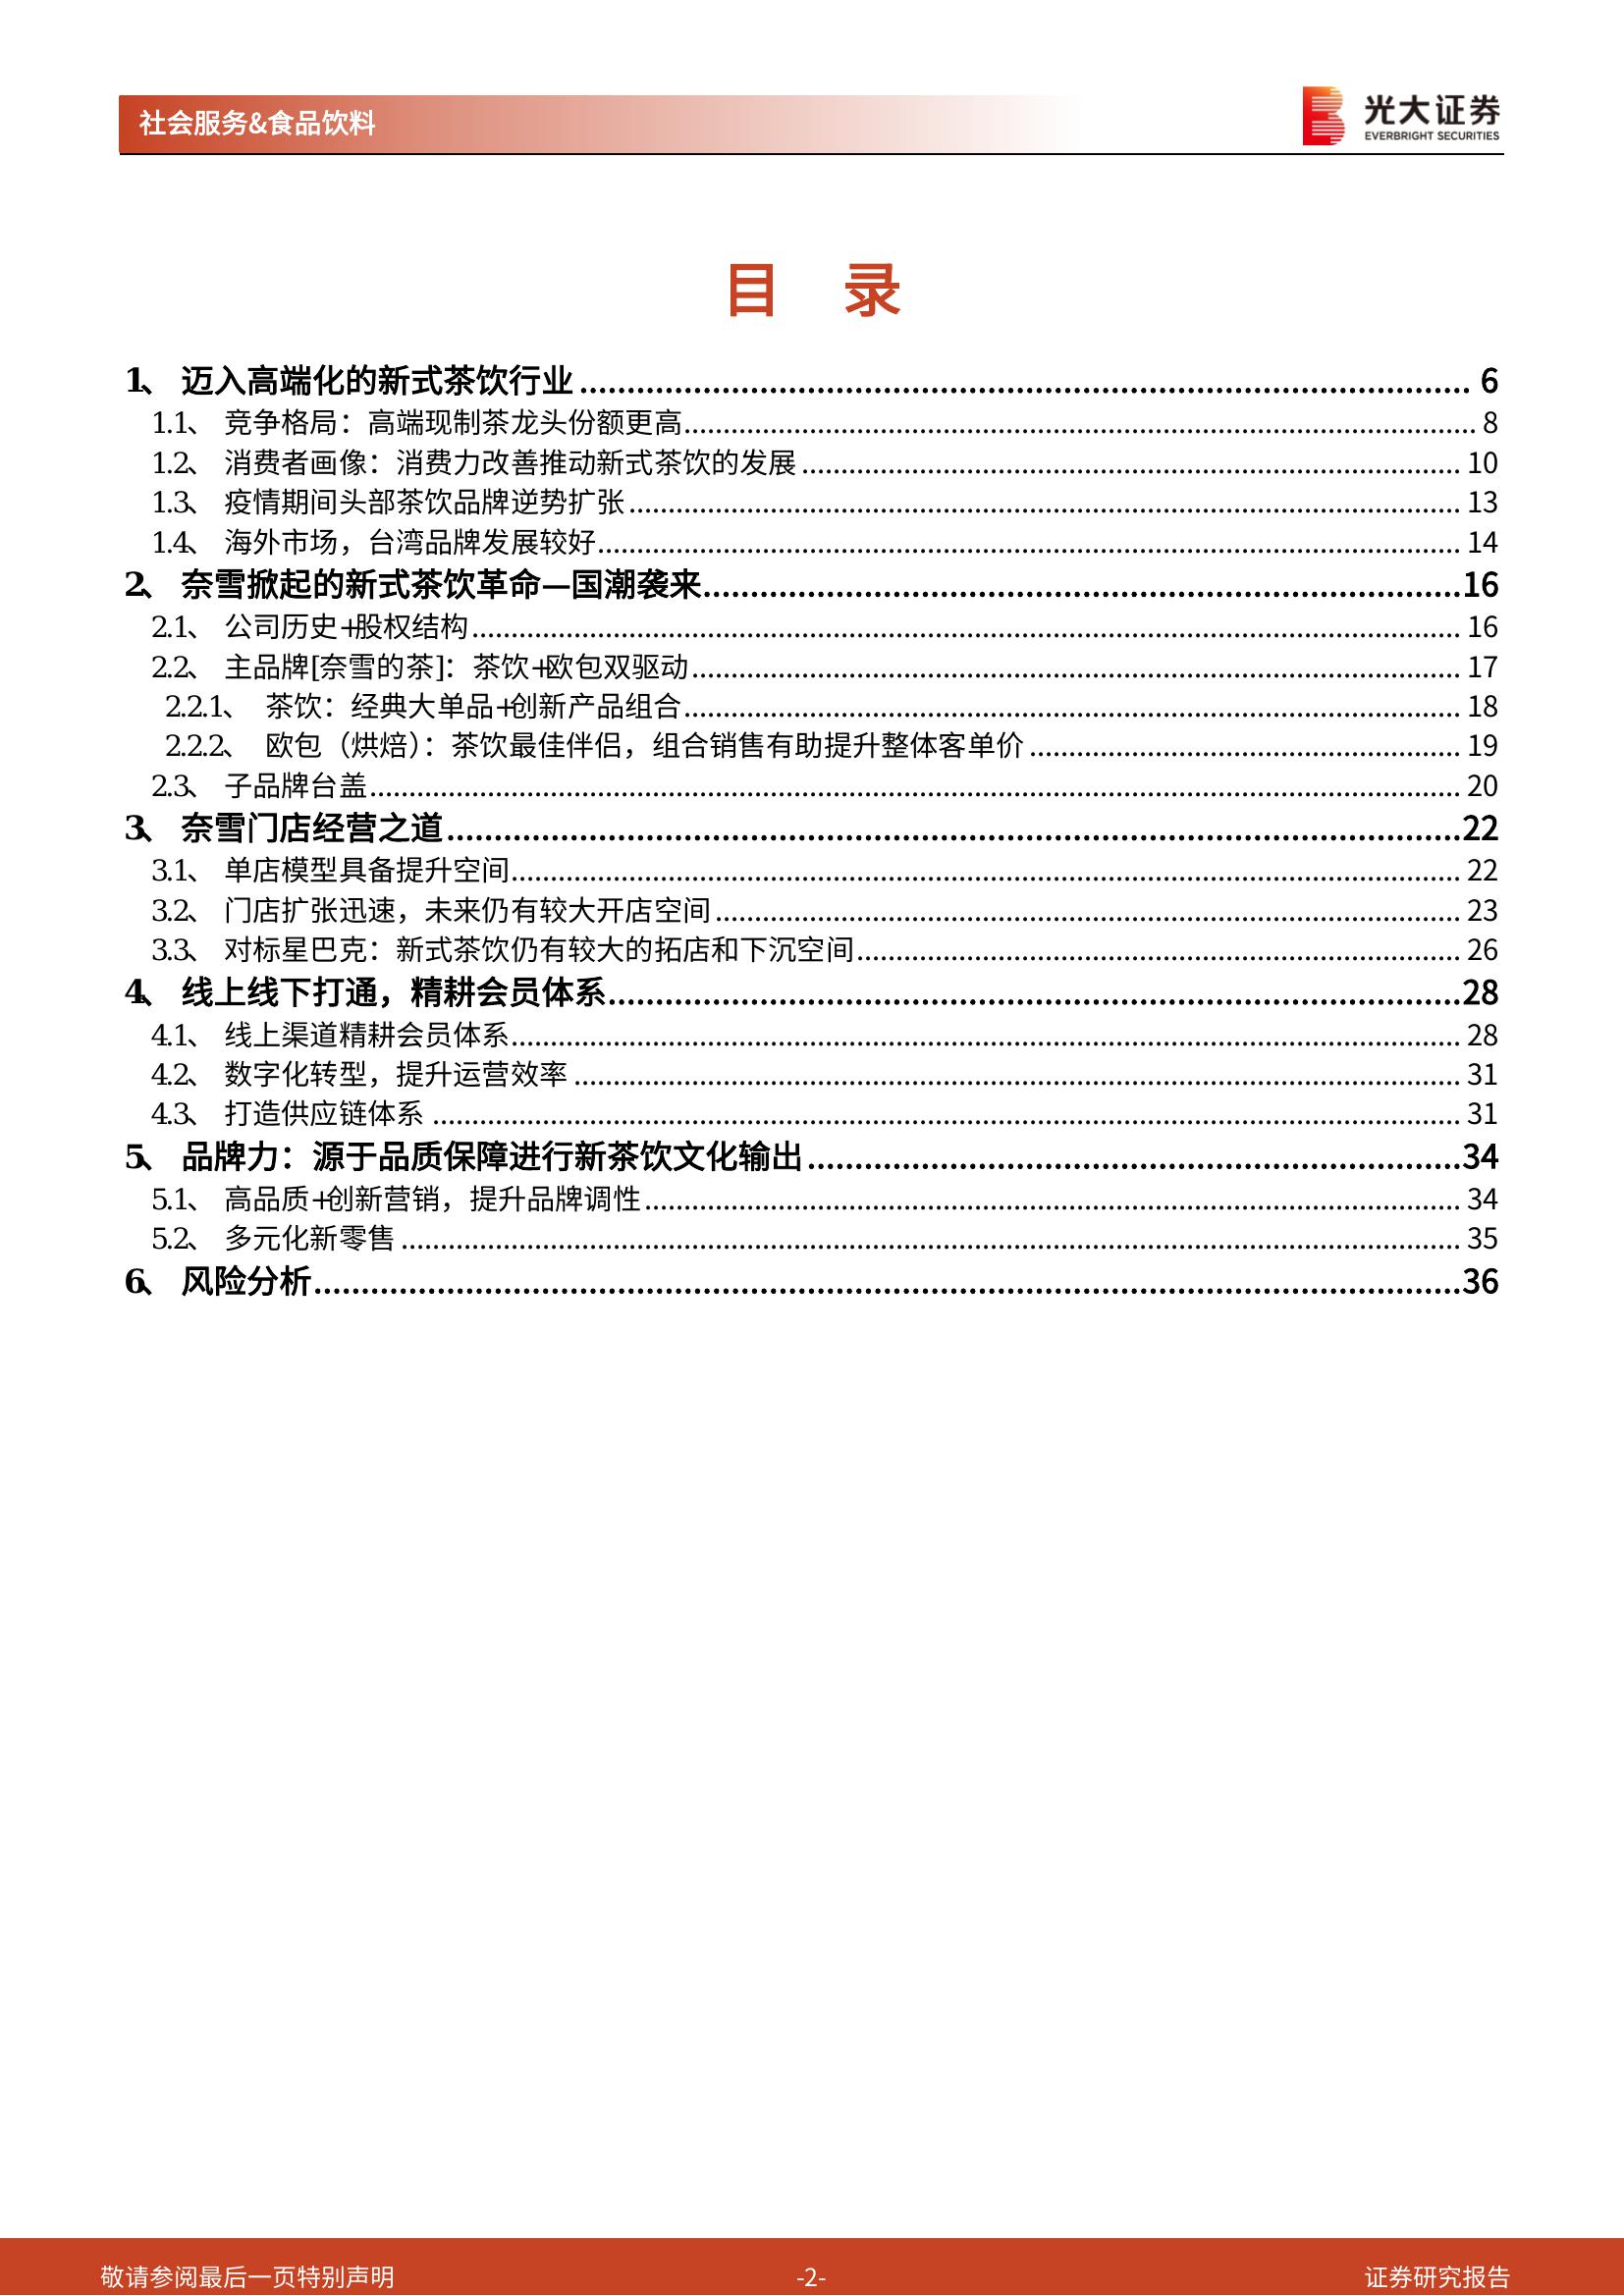 社会服务&食品饮料
光大证券
EVERBRIGHT SECURITIES
目 录
1、 迈入高端化的新式茶饮行业 6
1.1、 竞争格局：高端现制茶龙头份额更高 8
1.2、 消费者画像：消费力改善推动新式茶饮的发展 10
1.3、 疫情期间头部茶饮品牌逆势扩张 13
1.4、 海外市场，台湾品牌发展较好 14
2、 奈雪掀起的新式茶饮革命—国潮袭来 16
2.1、 公司历史+股权结构 16
2.2、 主品牌[奈雪的茶]：茶饮+欧包双驱动 17
2.2.1、 茶饮：经典大单品+创新产品组合 18
2.2.2、 欧包（烘焙）：茶饮最佳伴侣，组合销售有助提升整体客单价 19
2.3、 子品牌台盖 20
3、 奈雪门店经营之道 22
3.1、 单店模型具备提升空间 22
3.2、 门店扩张迅速，未来仍有较大开店空间 23
3.3、 对标星巴克：新式茶饮仍有较大的拓店和下沉空间 26
4、 线上线下打通，精耕会员体系 28
4.1、 线上渠道精耕会员体系 28
4.2、 数字化转型，提升运营效率 31
4.3、 打造供应链体系 31
5、 品牌力：源于品质保障进行新茶饮文化输出 34
5.1、 高品质+创新营销，提升品牌调性 34
5.2、 多元化新零售 35
6、 风险分析 36
敬请参阅最后一页特别声明 -2- 证券研究报告